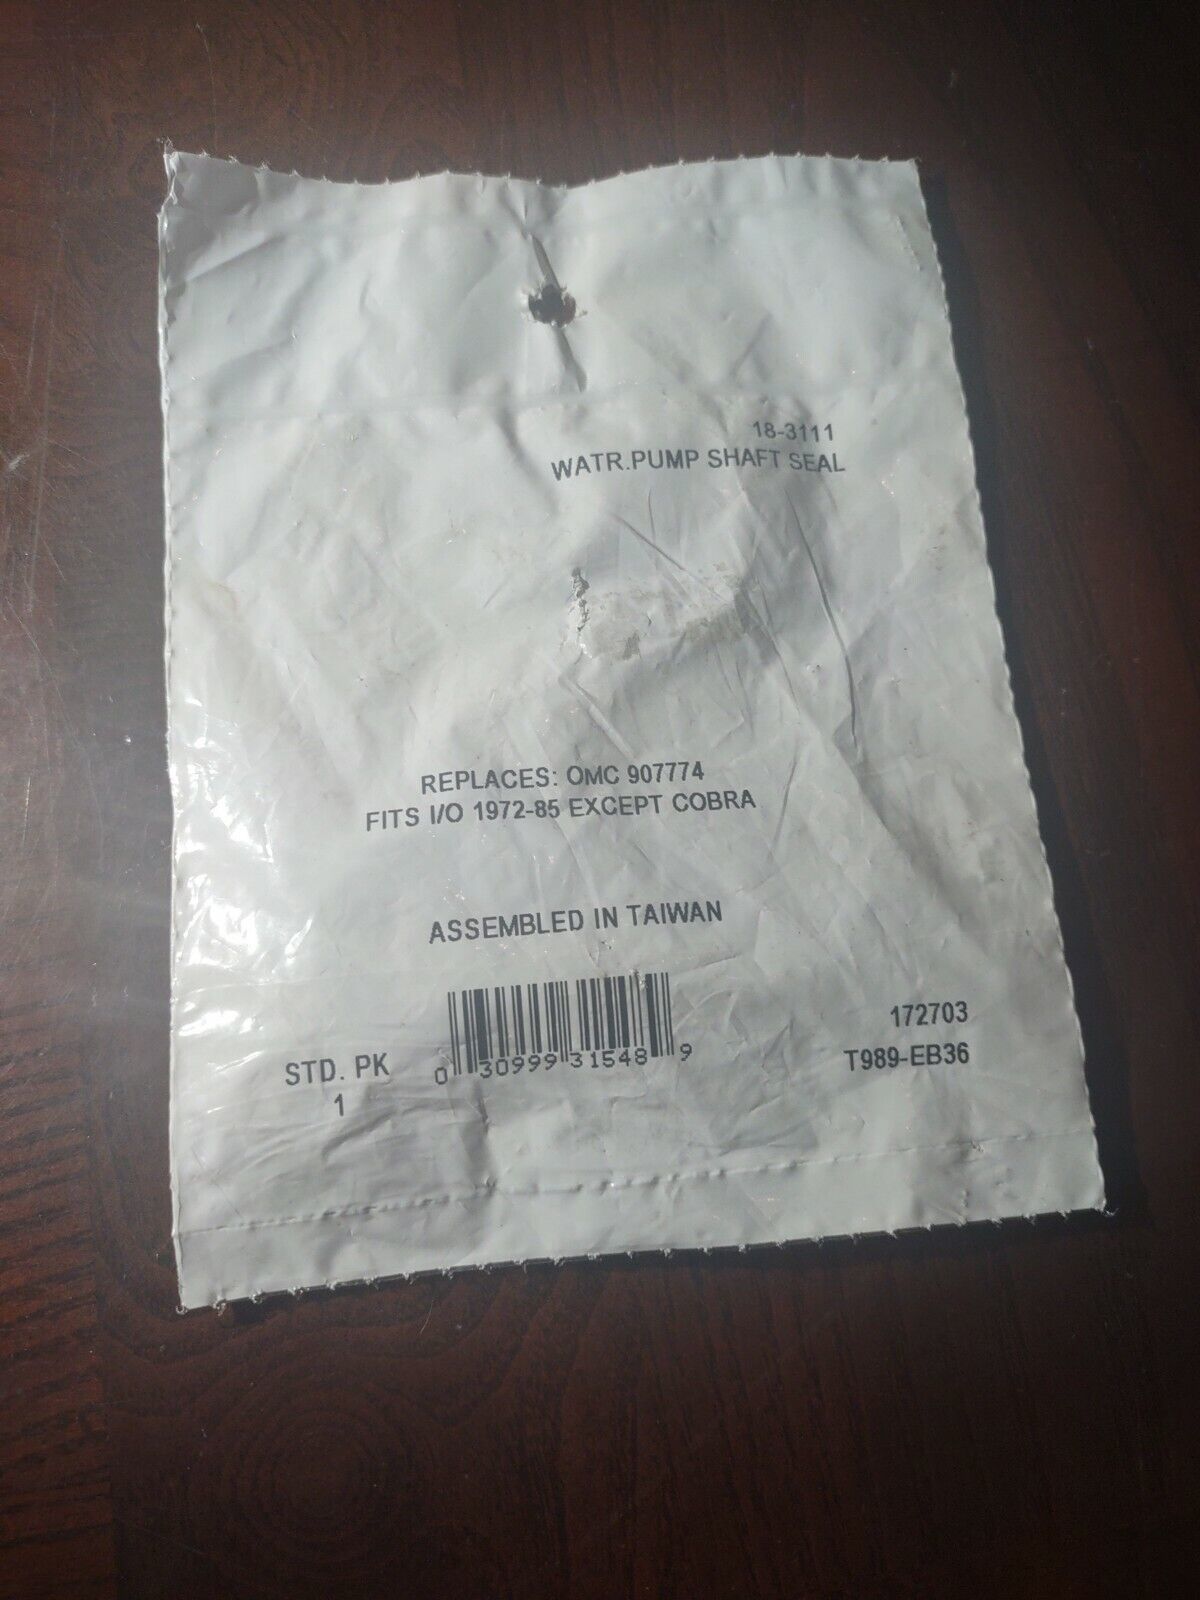 18-3111
WATR.PUMP SHAFT SEAL
REPLACES: OMC 907774
FITS I/O 1972-85 EXCEPT COBRA
ASSEMBLED IN TAIWAN
STD. PK
1
0 30999 31548 9
172703
T989-EB36